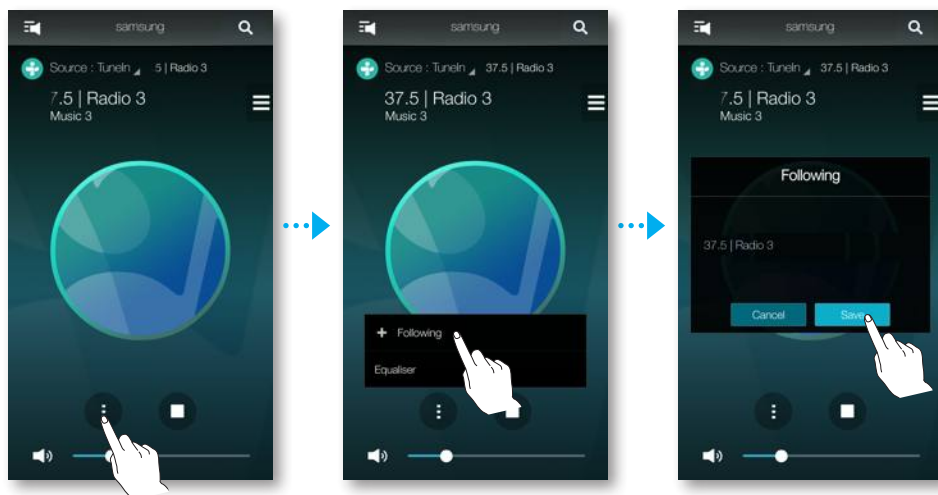 samsung
Source : TuneIn
5 | Radio 3
7.5 | Radio 3
Music 3
samsung
Source : TuneIn 37.5 | Radio 3
37.5 | Radio 3
Music 3
+ Following
Equaliser
samsung
Source : TuneIn 37.5 | Radio 3
7.5 | Radio 3
Music 3
Following
37.5 | Radio 3
Cancel
Save